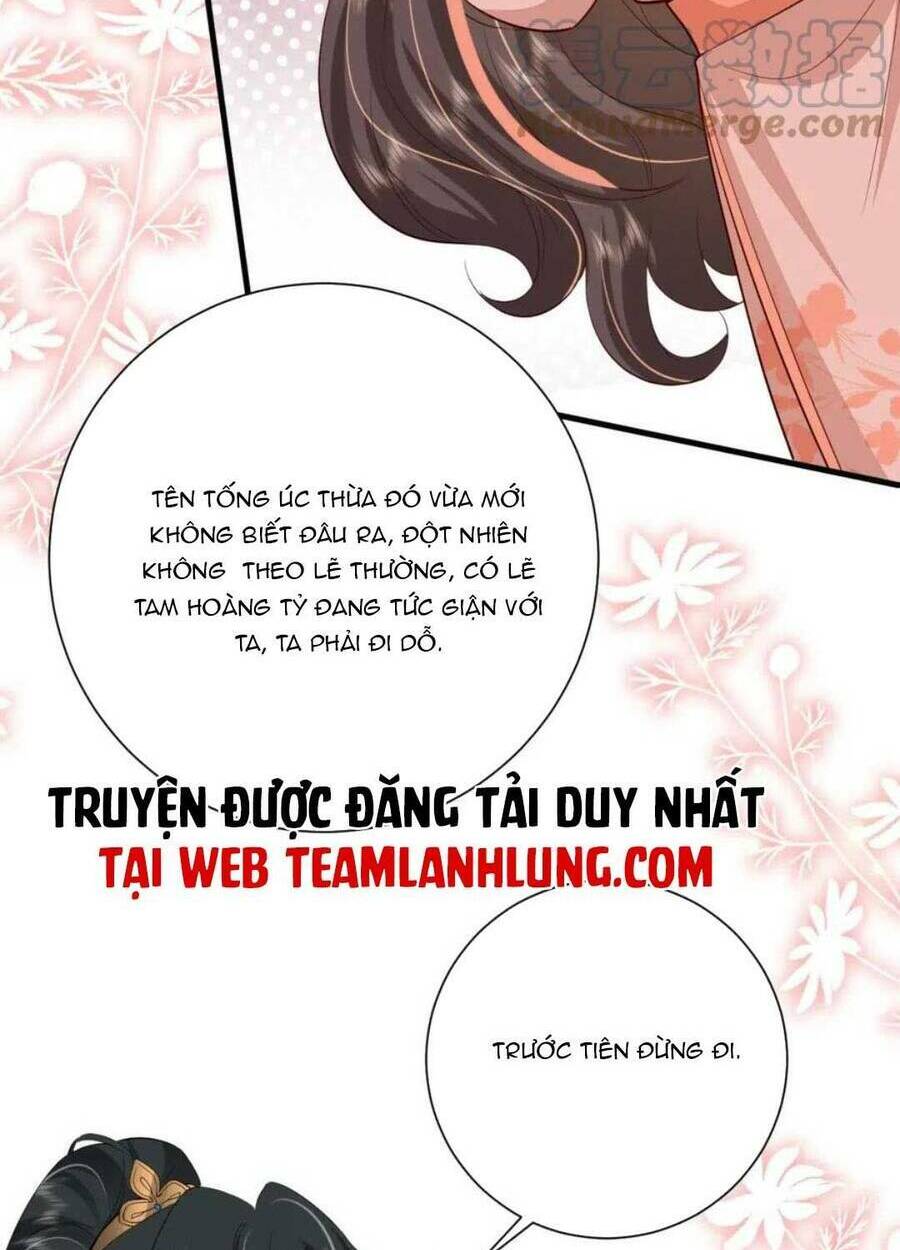 TÊN TỐNG ÚC THỪA ĐÓ VỪA MỚI
KHÔNG BIẾT ĐÂU RA, ĐỘT NHIÊN
KHÔNG THEO LẼ THƯỜNG, CÓ LẼ
TAM HOÀNG TỶ ĐANG TỨC GIẬN VỚI
TA, TA PHẢI ĐI DỖ.
TRUYỆN ĐƯỢC ĐĂNG TẢI DUY NHẤT
TẠI WEB TEAMLANHLUNG.COM
TRƯỚC TIÊN ĐỪNG ĐI.